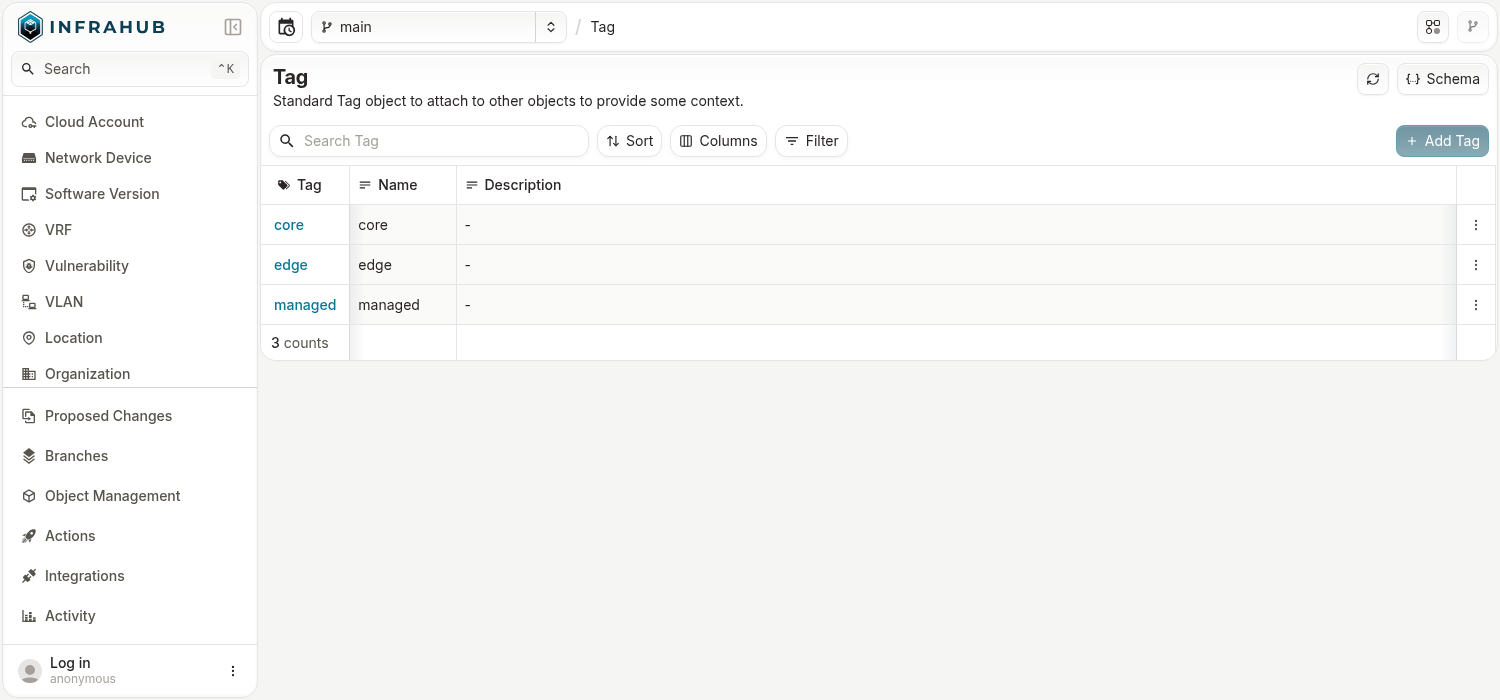 INFRAHUB
Search ⌃K
Cloud Account
Network Device
Software Version
VRF
Vulnerability
VLAN
Location
Organization
Proposed Changes
Branches
Object Management
Actions
Integrations
Activity
Log in
anonymous
main / Tag
Tag
Standard Tag object to attach to other objects to provide some context.
Schema
Search Tag Sort Columns Filter + Add Tag
Tag Name Description
core core -
edge edge -
managed managed -
3 counts